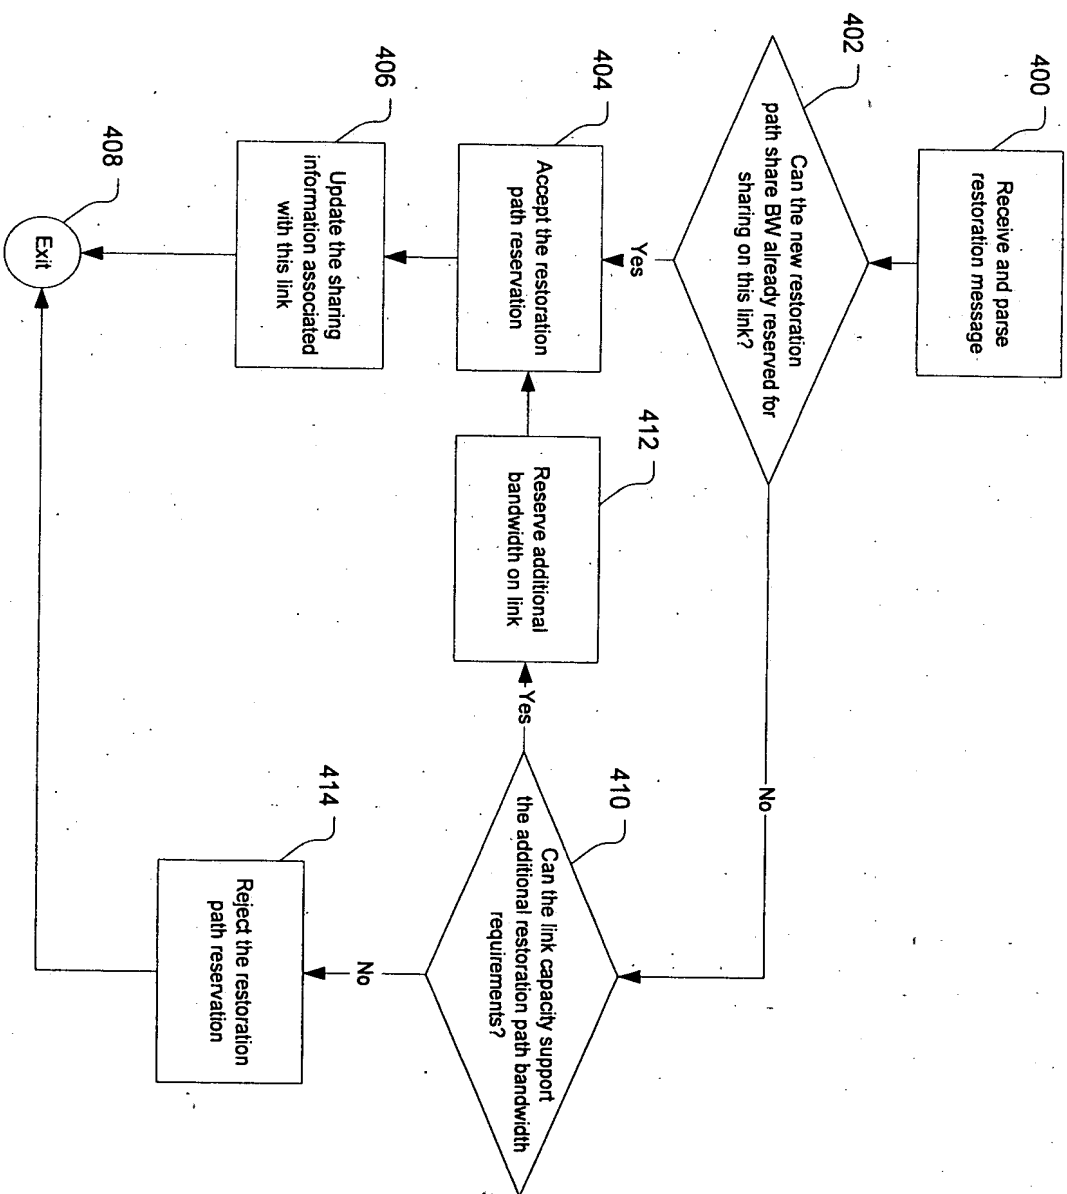 400
Receive and parse
restoration message
402
Can the new restoration
path share BW already reserved for
sharing on this link?
Yes
No
404
Accept the restoration
path reservation
406
Update the sharing
information associated
with this link
408
Exit
410
Can the link capacity support
the additional restoration path bandwidth
requirements?
Yes
No
412
Reserve additional
bandwidth on link
414
Reject the restoration
path reservation